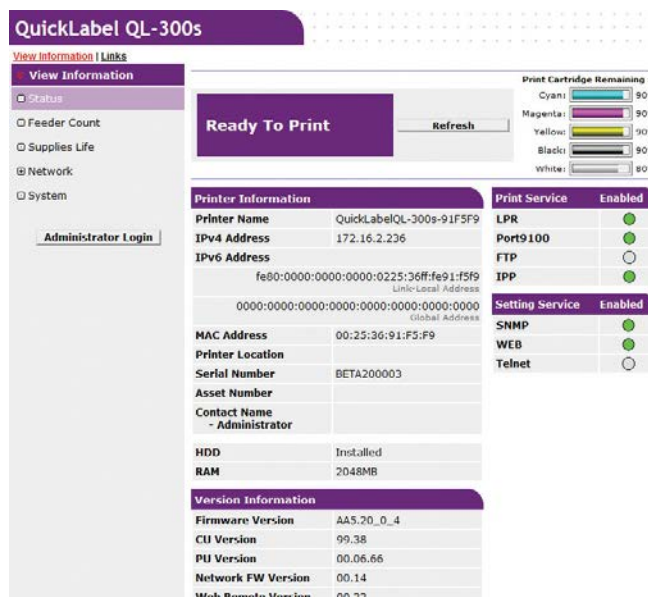 QuickLabel QL-300s
View Information | Links
View Information
Status
Feeder Count
Supplies Life
Network
System
Administrator Login
Ready To Print
Refresh
Print Cartridge Remaining
Cyan: 90
Magenta: 90
Yellow: 90
Black: 90
White: 80
Printer Information
Printer Name QuickLabelQL-300s-91F5F9
IPv4 Address 172.16.2.236
IPv6 Address
fe80:0000:0000:0000:0225:36ff:fe91:f5f9
Link-Local Address
0000:0000:0000:0000:0000:0000:0000:0000
Global Address
MAC Address 00:25:36:91:F5:F9
Printer Location
Serial Number BETA200003
Asset Number
Contact Name
- Administrator
HDD Installed
RAM 2048MB
Version Information
Firmware Version AA5.20_0_4
CU Version 99.38
PU Version 00.06.66
Network FW Version 00.14
Web Remote Version 00.22
Print Service Enabled
LPR
Port9100
FTP
IPP
Setting Service Enabled
SNMP
WEB
Telnet